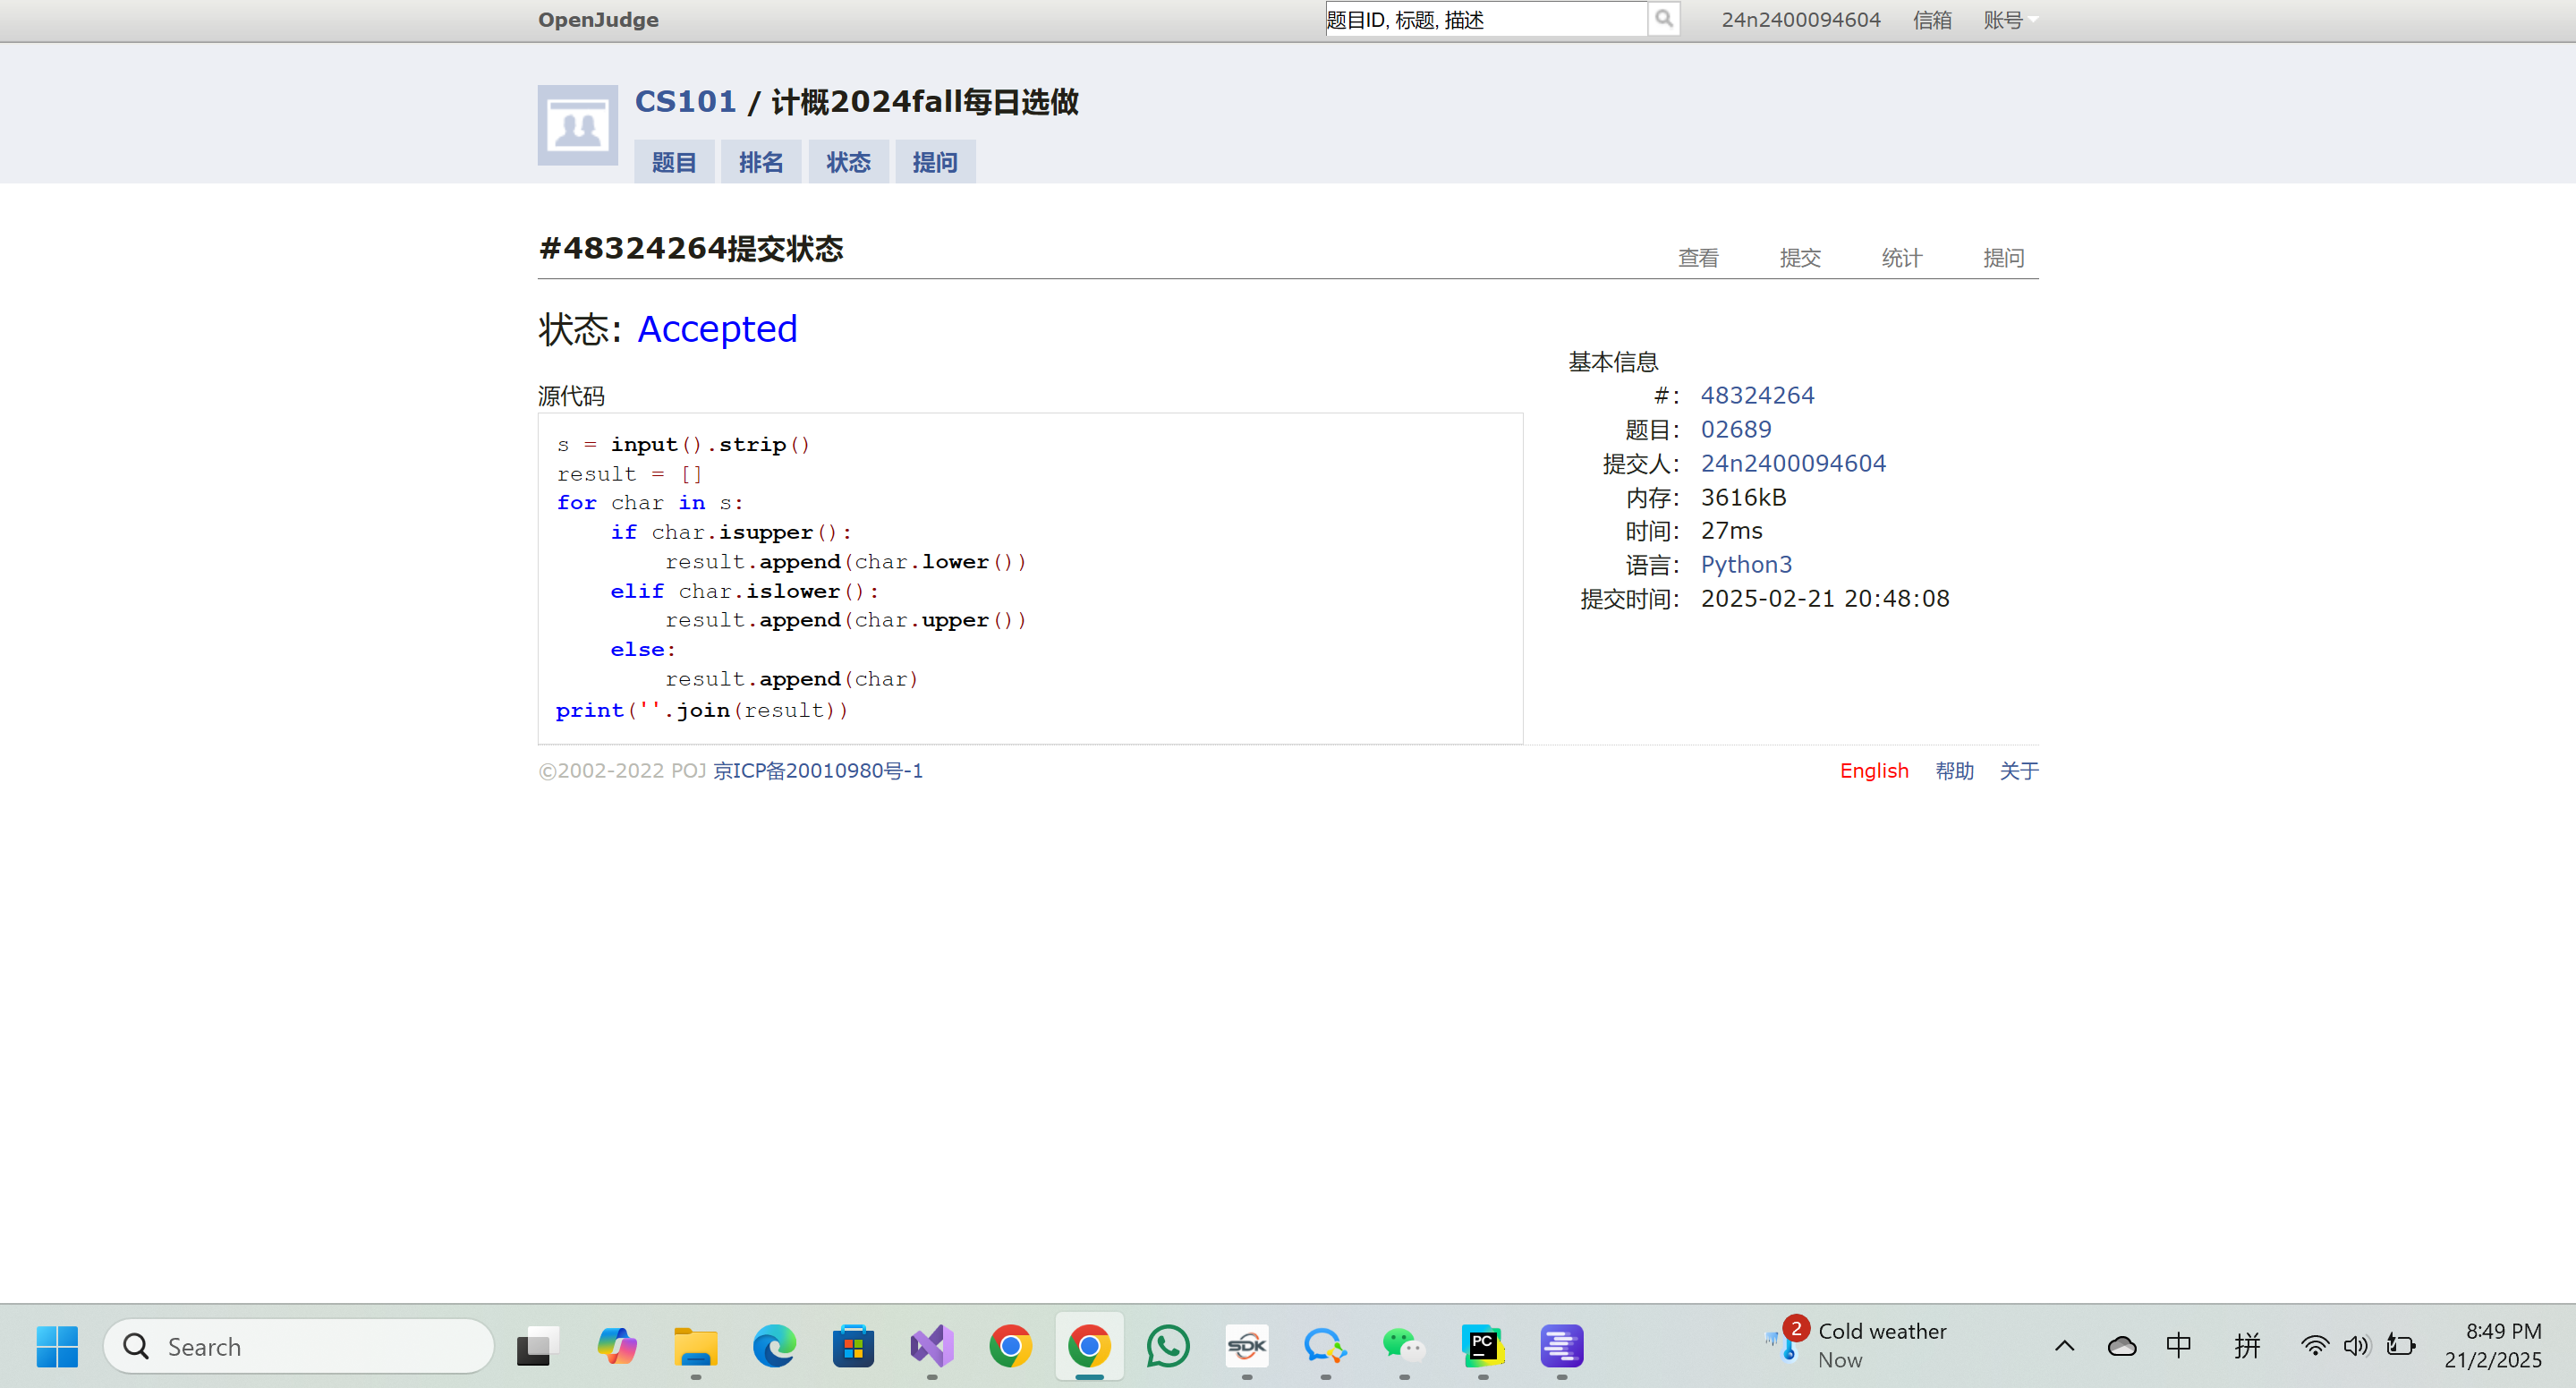 OpenJudge
题目ID, 标题, 描述
24n2400094604 信箱 账号
CS101 / 计概2024fall每日选做
题目 排名 状态 提问
#48324264提交状态
查看 提交 统计 提问
状态: Accepted
源代码
s = input().strip()
result = []
for char in s:
    if char.isupper():
        result.append(char.lower())
    elif char.islower():
        result.append(char.upper())
    else:
        result.append(char)
print(''.join(result))
基本信息
#: 48324264
题目: 02689
提交人: 24n2400094604
内存: 3616kB
时间: 27ms
语言: Python3
提交时间: 2025-02-21 20:48:08
©2002-2022 POJ 京ICP备20010980号-1
English 帮助 关于
Search
SDK
PC
2
Cold weather
Now
中 拼
8:49 PM
21/2/2025